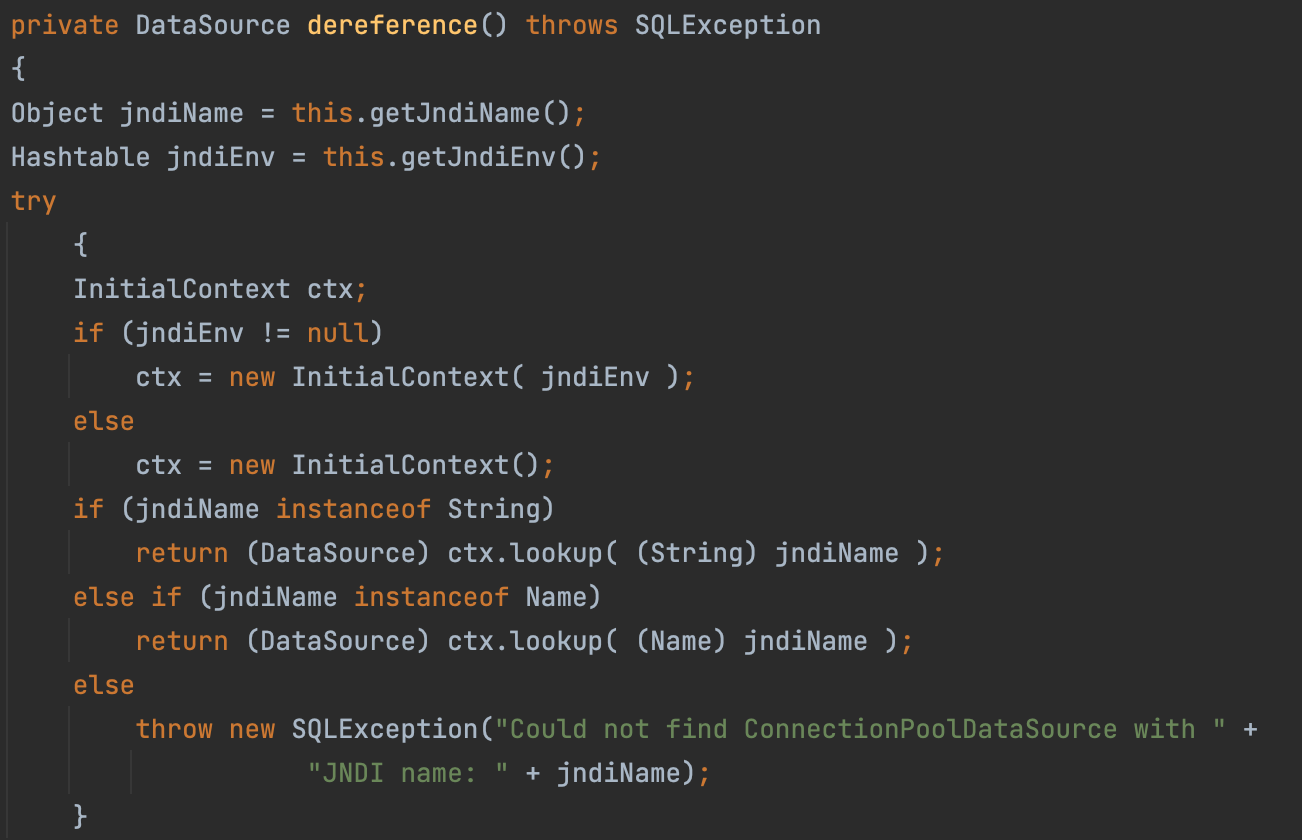 private DataSource dereference() throws SQLException
{
Object jndiName = this.getJndiName();
Hashtable jndiEnv = this.getJndiEnv();
try
    {
    InitialContext ctx;
    if (jndiEnv != null)
        ctx = new InitialContext( jndiEnv );
    else
        ctx = new InitialContext();
    if (jndiName instanceof String)
        return (DataSource) ctx.lookup( (String) jndiName );
    else if (jndiName instanceof Name)
        return (DataSource) ctx.lookup( (Name) jndiName );
    else
        throw new SQLException("Could not find ConnectionPoolDataSource with " +
                   "JNDI name: " + jndiName);
    }